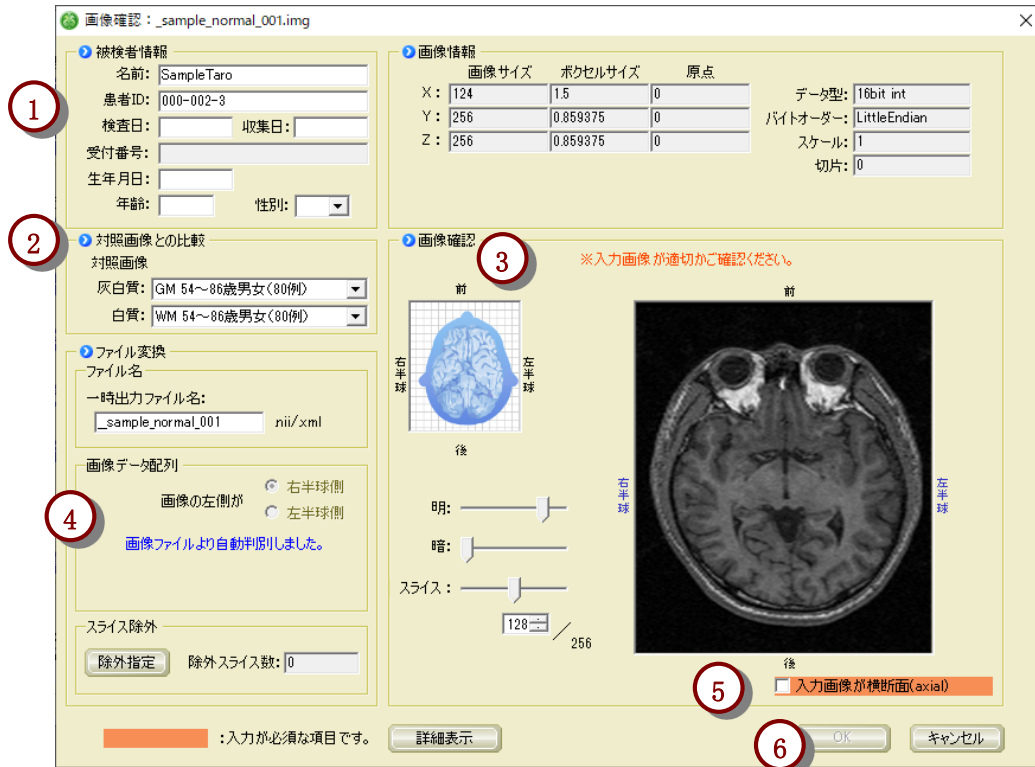 画像確認：_sample_normal_001.img
被検者情報
名前: SampleTaro
患者ID: 000-002-3
検査日: 収集日:
受付番号:
生年月日:
年齢: 性別:
1
対照画像との比較
対照画像
灰白質: GM 54～86歳男女(80例)
白質: WM 54～86歳男女(80例)
2
ファイル変換
ファイル名
一時出力ファイル名:
_sample_normal_001 nii/xml
画像データ配列
画像の左側が
右半球側
左半球側
画像ファイルより自動判別しました。
4
スライス除外
除外指定 除外スライス数: 0
画像情報
画像サイズ ボクセルサイズ 原点
X: 124 1.5 0
Y: 256 0.859375 0
Z: 256 0.859375 0
データ型: 16bit int
バイトオーダー: LittleEndian
スケール: 1
切片: 0
画像確認
3
※入力画像が適切かご確認ください。
前
右半球
左半球
後
明:
暗:
スライス:
128 / 256
前
右半球
左半球
後
5
入力画像が横断面(axial)
:入力が必須な項目です。
詳細表示
6
OK
キャンセル